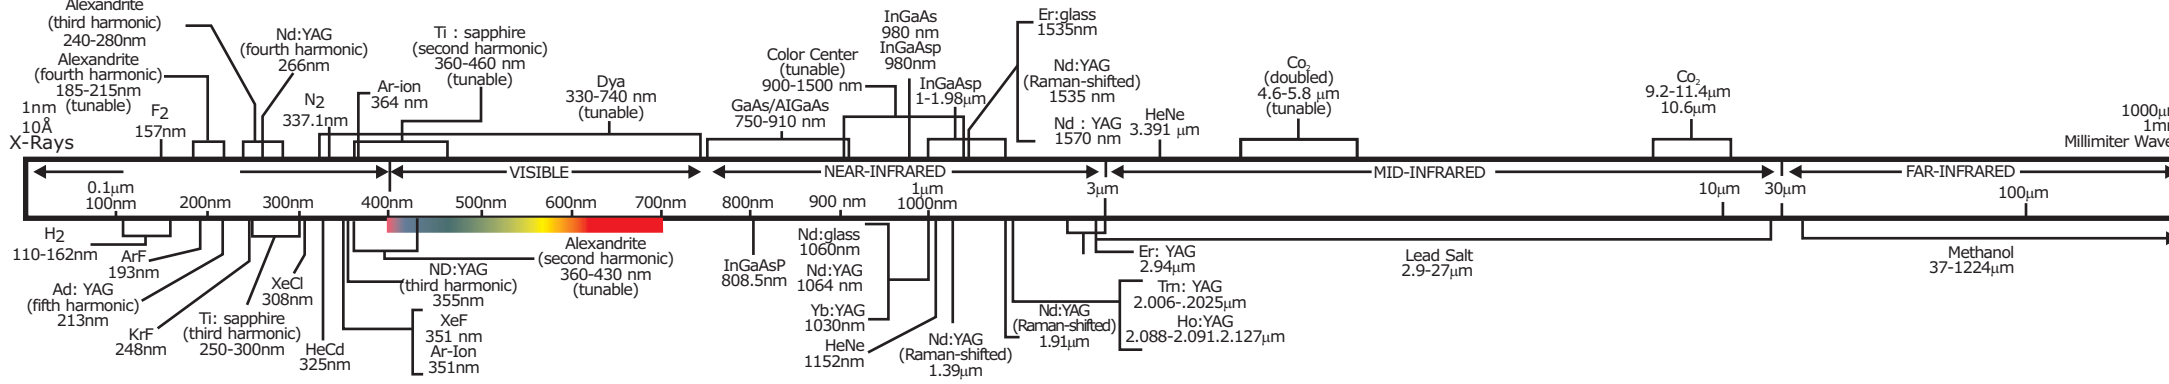 Alexandrite
(third harmonic)
240-280nm
Alexandrite
(fourth harmonic)
185-215nm
(tunable)
1nm
10Å
X-Rays
F2
157nm
Nd:YAG
(fourth harmonic)
266nm
N2
337.1nm
Ar-ion
364 nm
Ti : sapphire
(second harmonic)
360-460 nm
(tunable)
Dya
330-740 nm
(tunable)
Color Center
(tunable)
900-1500 nm
GaAs/AIGaAs
750-910 nm
InGaAs
980 nm
InGaAsp
980nm
InGaAsp
1-1.98µm
Er:glass
1535nm
Nd:YAG
(Raman-shifted)
1535 nm
Nd : YAG
1570 nm
HeNe
3.391 µm
Co2
(doubled)
4.6-5.8 µm
(tunable)
Co2
9.2-11.4µm
10.6µm
1000µ
1m
Millimiter Wave
VISIBLE
NEAR-INFRARED
MID-INFRARED
FAR-INFRARED
0.1µm
100nm
200nm
300nm
400nm
500nm
600nm
700nm
800nm
900 nm
1µm
1000nm
3µm
10µm
30µm
100µm
H2
110-162nm
ArF
193nm
Ad: YAG
(fifth harmonic)
213nm
KrF
248nm
Ti: sapphire
(third harmonic)
250-300nm
XeCl
308nm
HeCd
325nm
ND:YAG
(third harmonic)
355nm
XeF
351 nm
Ar-Ion
351nm
Alexandrite
(second harmonic)
360-430 nm
(tunable)
InGaAsP
808.5nm
Nd:glass
1060nm
Nd:YAG
1064 nm
Yb:YAG
1030nm
HeNe
1152nm
Nd:YAG
(Raman-shifted)
1.39µm
Nd:YAG
(Raman-shifted)
1.91µm
Er: YAG
2.94µm
Trn: YAG
2.006-.2025µm
Ho:YAG
2.088-2.091.2.127µm
Lead Salt
2.9-27µm
Methanol
37-1224µm